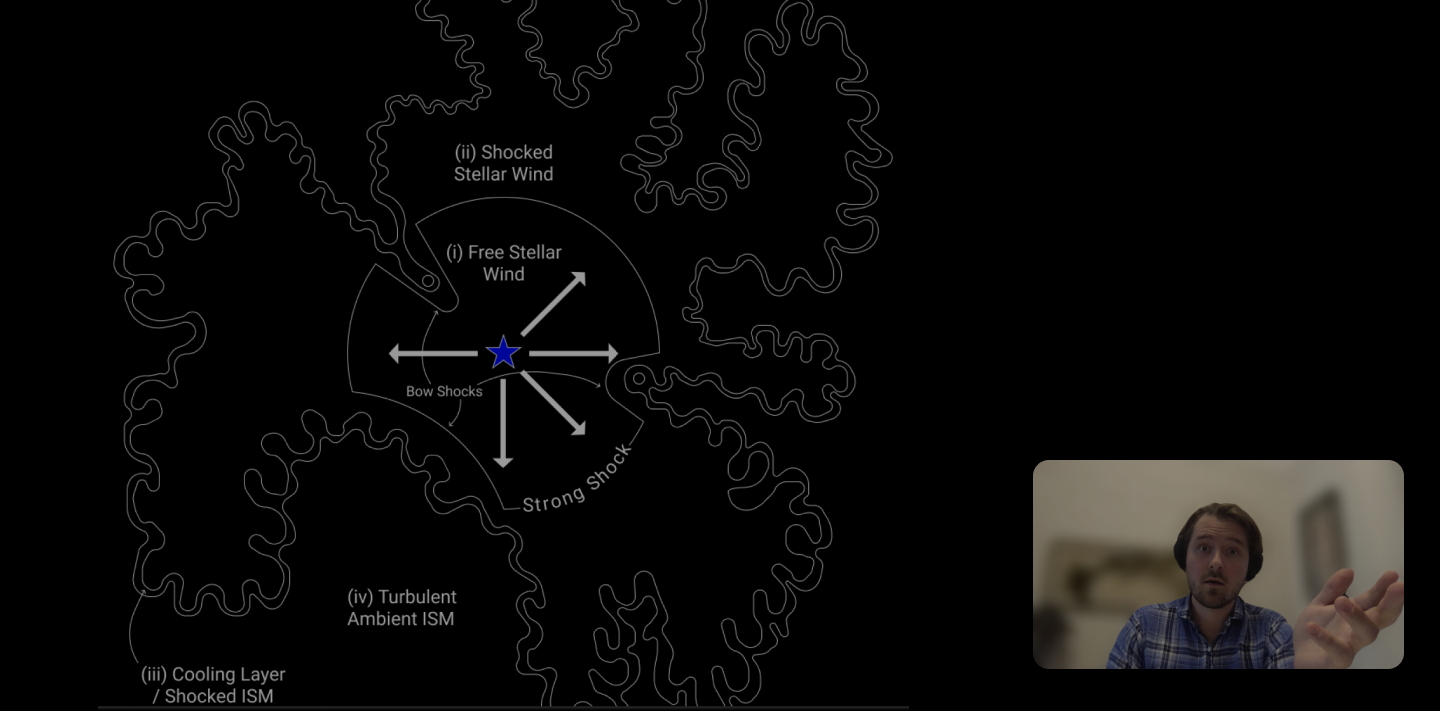 (ii) Shocked
Stellar Wind
(i) Free Stellar
Wind
Bow Shocks
Strong Shock
(iv) Turbulent
Ambient ISM
(iii) Cooling Layer
/ Shocked ISM